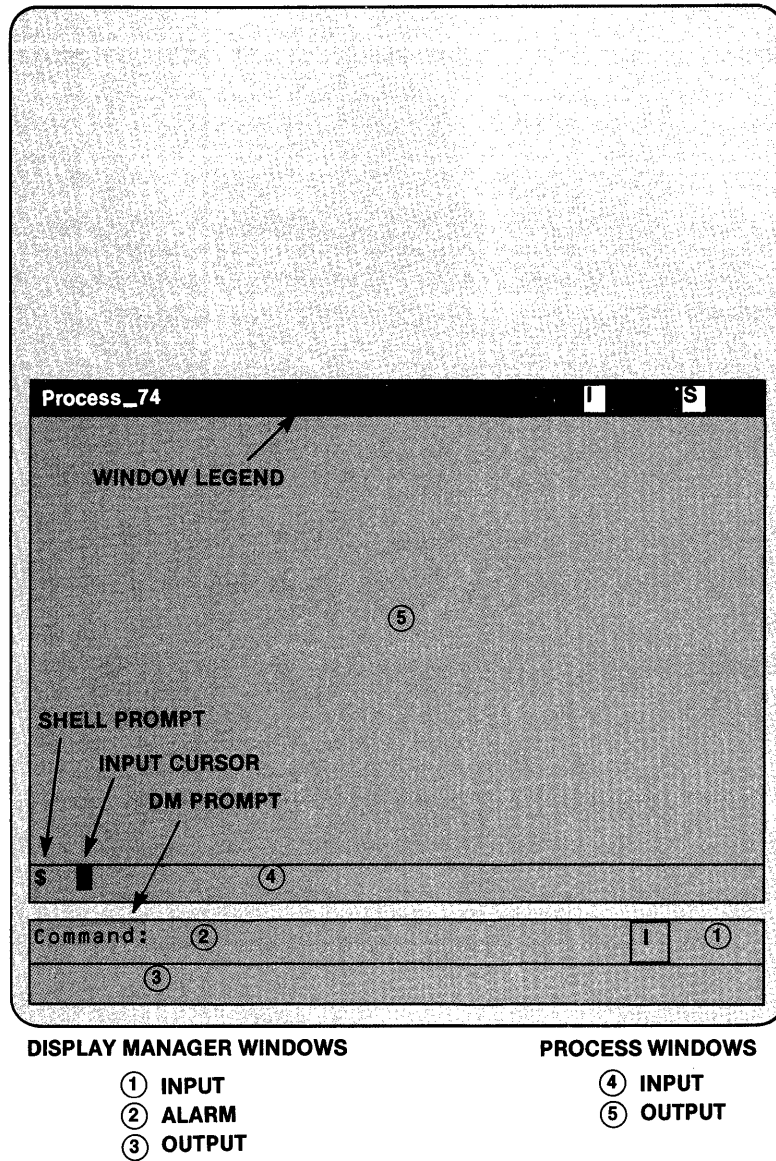 Process_74 I S
WINDOW LEGEND
⑤
SHELL PROMPT
INPUT CURSOR
DM PROMPT
$ ④
Command: ② I ①
③
DISPLAY MANAGER WINDOWS
① INPUT
② ALARM
③ OUTPUT
PROCESS WINDOWS
④ INPUT
⑤ OUTPUT